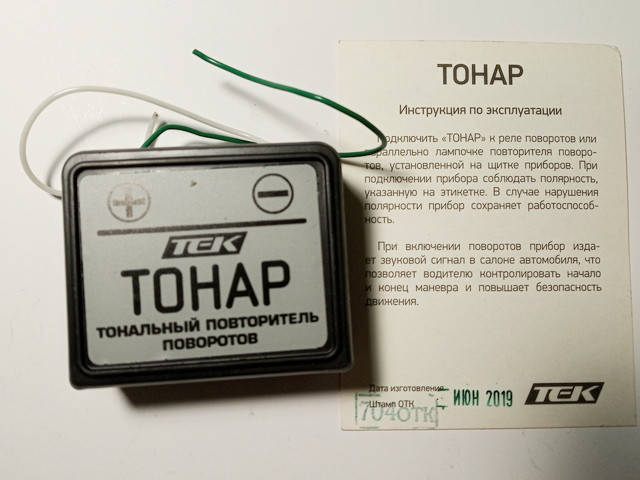 ТЕК
ТОНАР
ТОНАЛЬНЫЙ ПОВТОРИТЕЛЬ
ПОВОРОТОВ
ТОНАР
Инструкция по эксплуатации
Подключить «ТОНАР» к реле поворотов или
параллельно лампочке повторителя поворо-
тов, установленной на щитке приборов. При
подключении прибора соблюдать полярность,
указанную на этикетке. В случае нарушения
полярности прибор сохраняет работоспособ-
ность.
При включении поворотов прибор изда-
ет звуковой сигнал в салоне автомобиля, что
позволяет водителю контролировать начало
и конец маневра и повышает безопасность
движения.
Дата изготовления
ИЮН 2019
Штамп ОТК
704отк
ТЕК